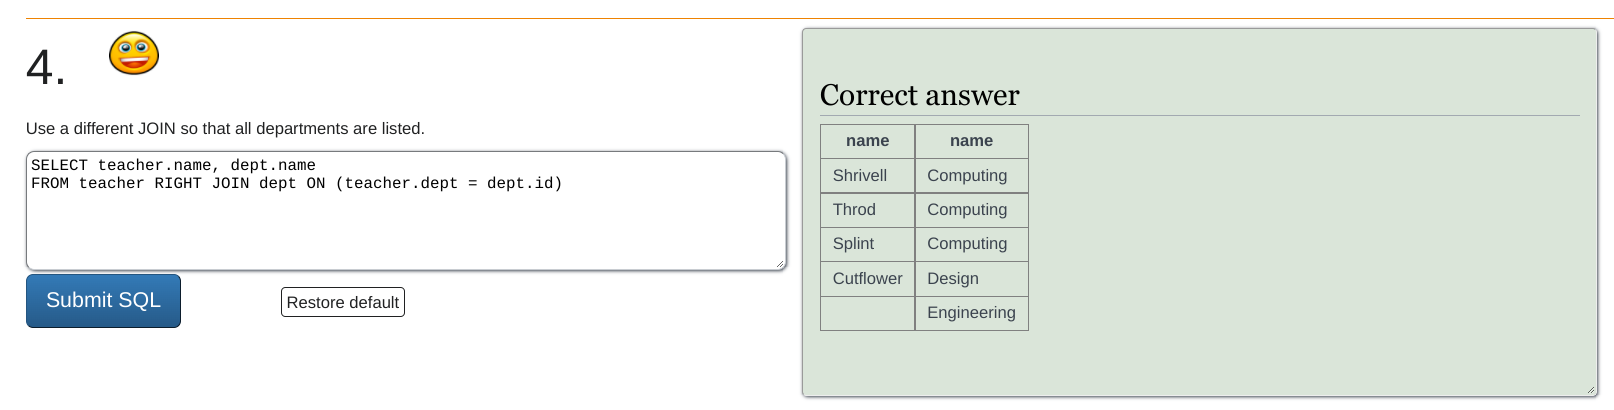 4.
Use a different JOIN so that all departments are listed.
SELECT teacher.name, dept.name
FROM teacher RIGHT JOIN dept ON (teacher.dept = dept.id)
Submit SQL
Restore default
Correct answer
name name
Shrivell Computing
Throd Computing
Splint Computing
Cutflower Design
Engineering